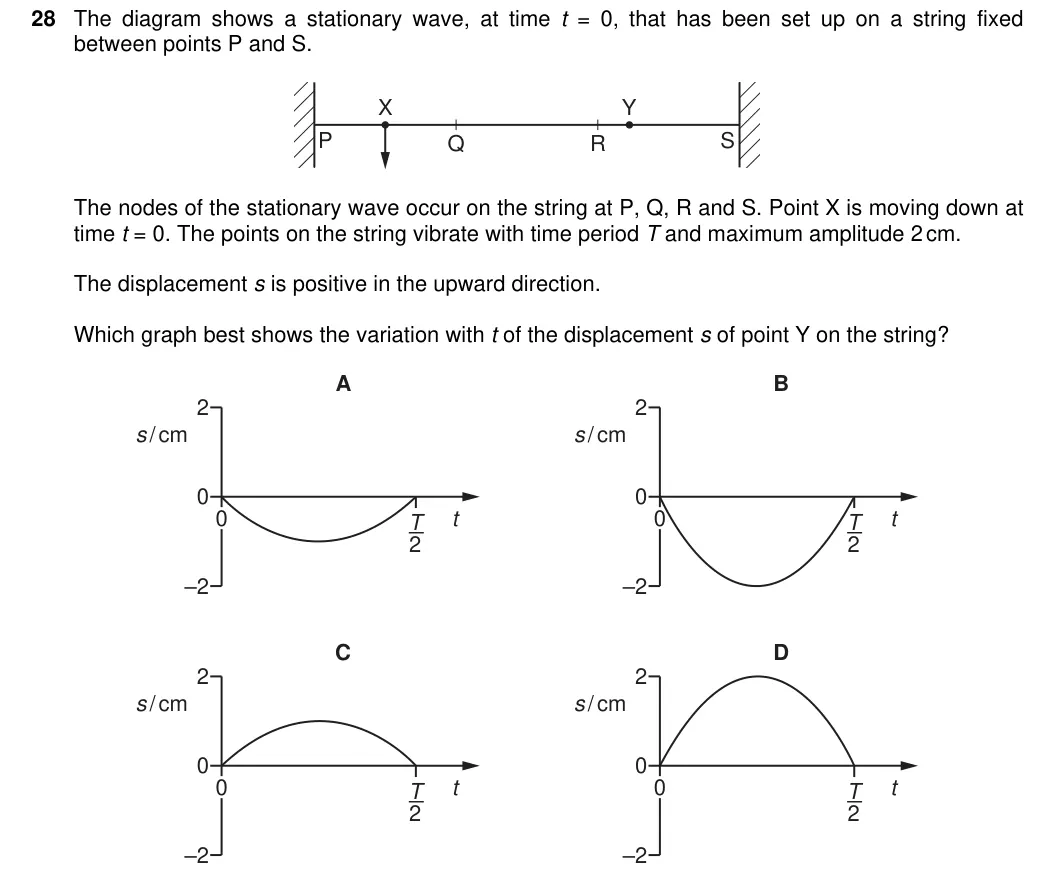 28 The diagram shows a stationary wave, at time t = 0, that has been set up on a string fixed
between points P and S.
X Y
P Q R S
The nodes of the stationary wave occur on the string at P, Q, R and S. Point X is moving down at
time t = 0. The points on the string vibrate with time period T and maximum amplitude 2 cm.
The displacement s is positive in the upward direction.
Which graph best shows the variation with t of the displacement s of point Y on the string?
A
2
s/cm
0
0 T/2 t
–2
B
2
s/cm
0
0 T/2 t
–2
C
2
s/cm
0
0 T/2 t
–2
D
2
s/cm
0
0 T/2 t
–2